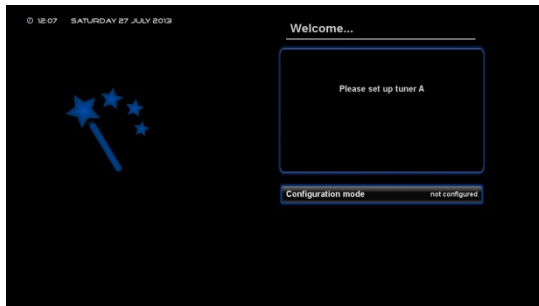 12:07 SATURDAY 27 JULY 2013
Welcome...
Please set up tuner A
Configuration mode not configured